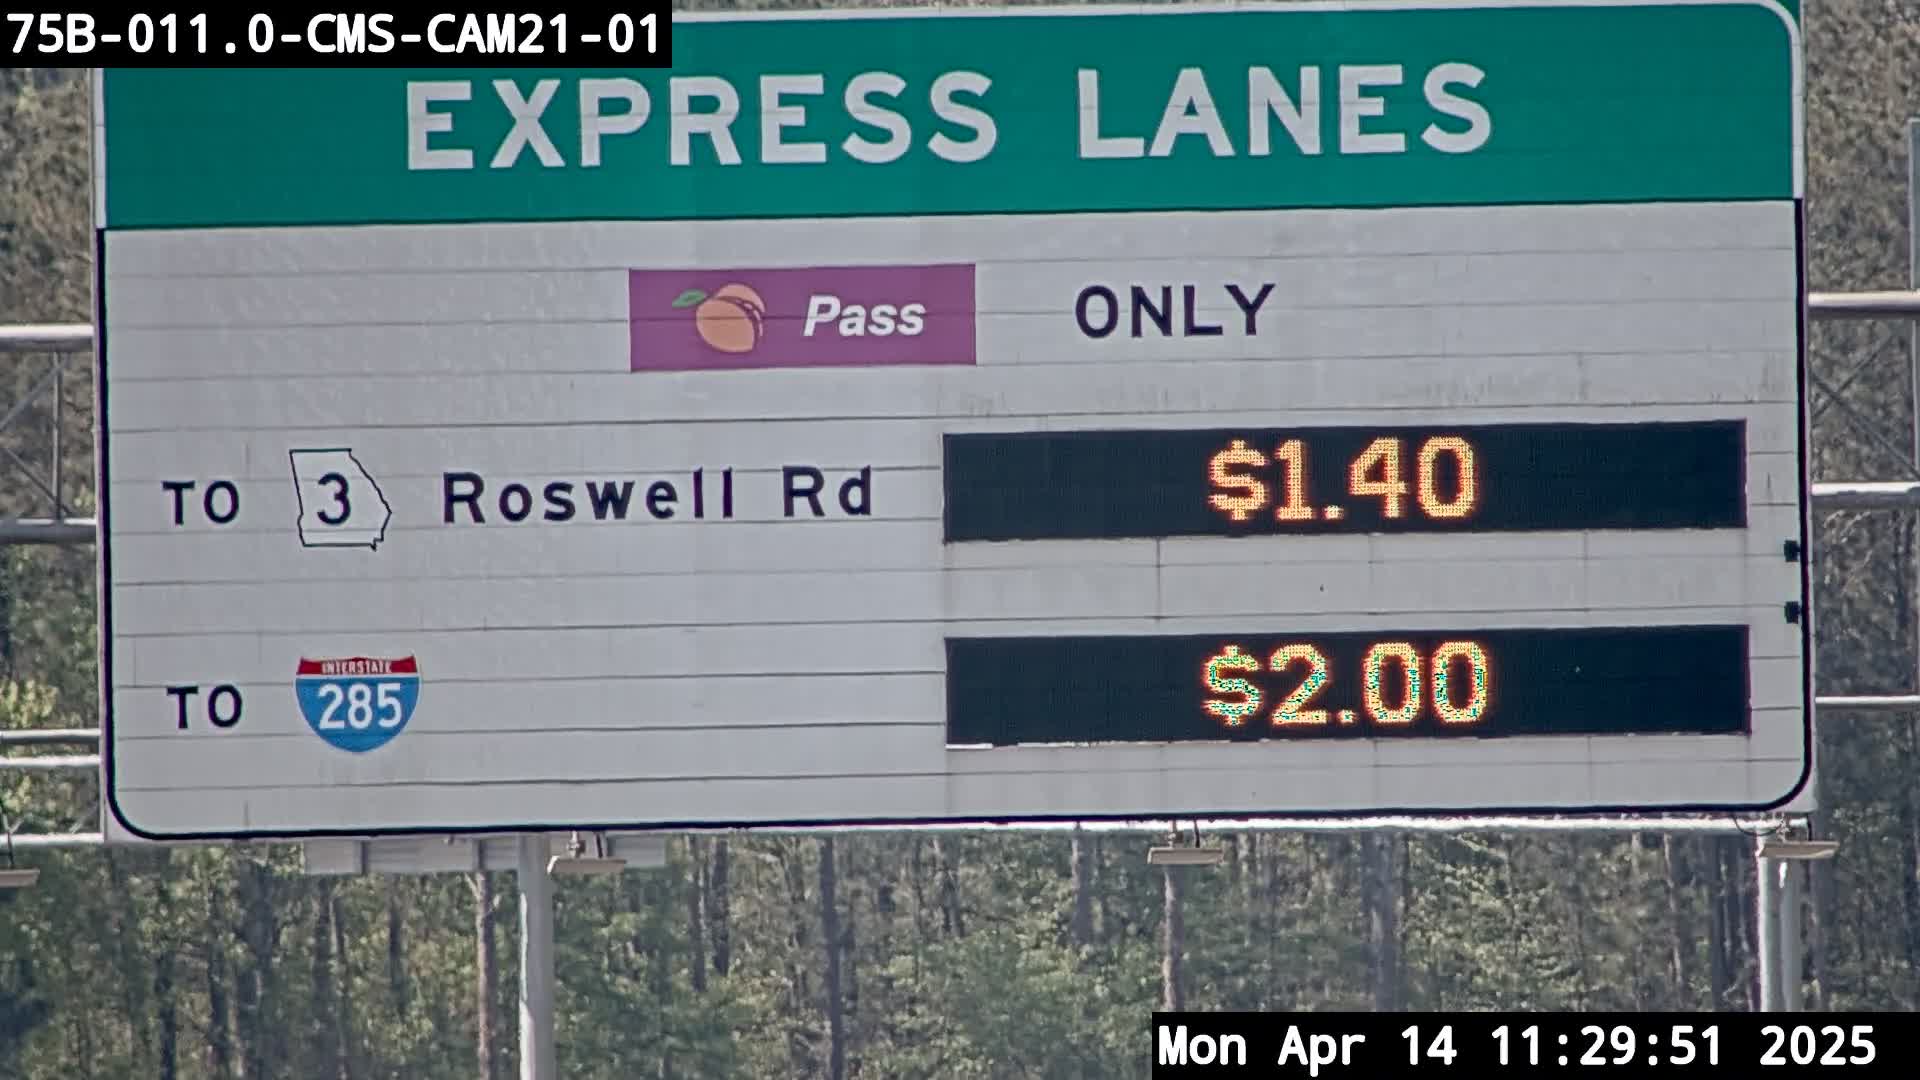 75B-011.0-CMS-CAM21-01
EXPRESS LANES
Pass ONLY
TO 3 Roswell Rd $1.40
INTERSTATE
TO 285 $2.00
Mon Apr 14 11:29:51 2025